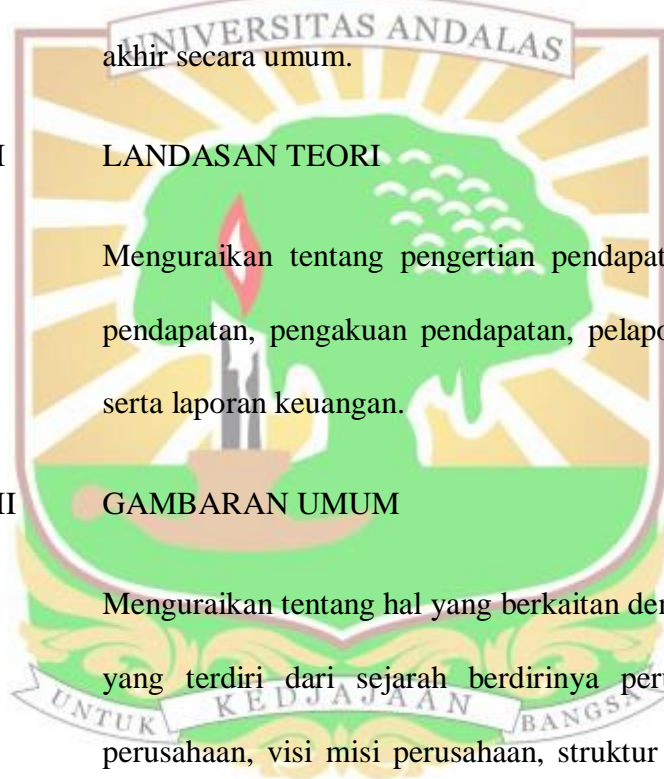 UNIVERSITAS ANDALAS
akhir secara umum.
I LANDASAN TEORI
Menguraikan tentang pengertian pendapat
pendapatan, pengakuan pendapatan, pelapo
serta laporan keuangan.
II GAMBARAN UMUM
Menguraikan tentang hal yang berkaitan den
yang terdiri dari sejarah berdirinya peru
UNTUK KEDJAJAAN BANGSA
perusahaan, visi misi perusahaan, struktur